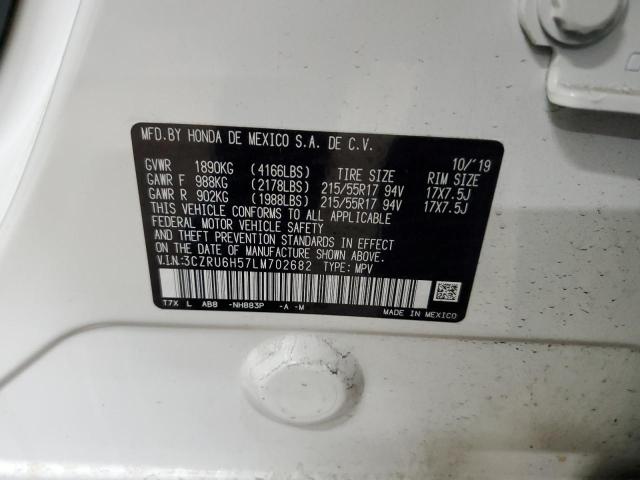 MFD.BY HONDA DE MEXICO S.A. DE C.V.
10/'19
GVWR 1890KG (4166LBS) TIRE SIZE RIM SIZE
GAWR F 988KG (2178LBS) 215/55R17 94V 17X7.5J
GAWR R 902KG (1988LBS) 215/55R17 94V 17X7.5J
THIS VEHICLE CONFORMS TO ALL APPLICABLE
FEDERAL MOTOR VEHICLE SAFETY AND
THEFT PREVENTION STANDARDS IN EFFECT
ON THE DATE OF MANUFACTURE SHOWN ABOVE.
V.I.N.:3CZRU6H57LM702682 TYPE: MPV
T7X L AB8 -NH883P -A -M
MADE IN MEXICO